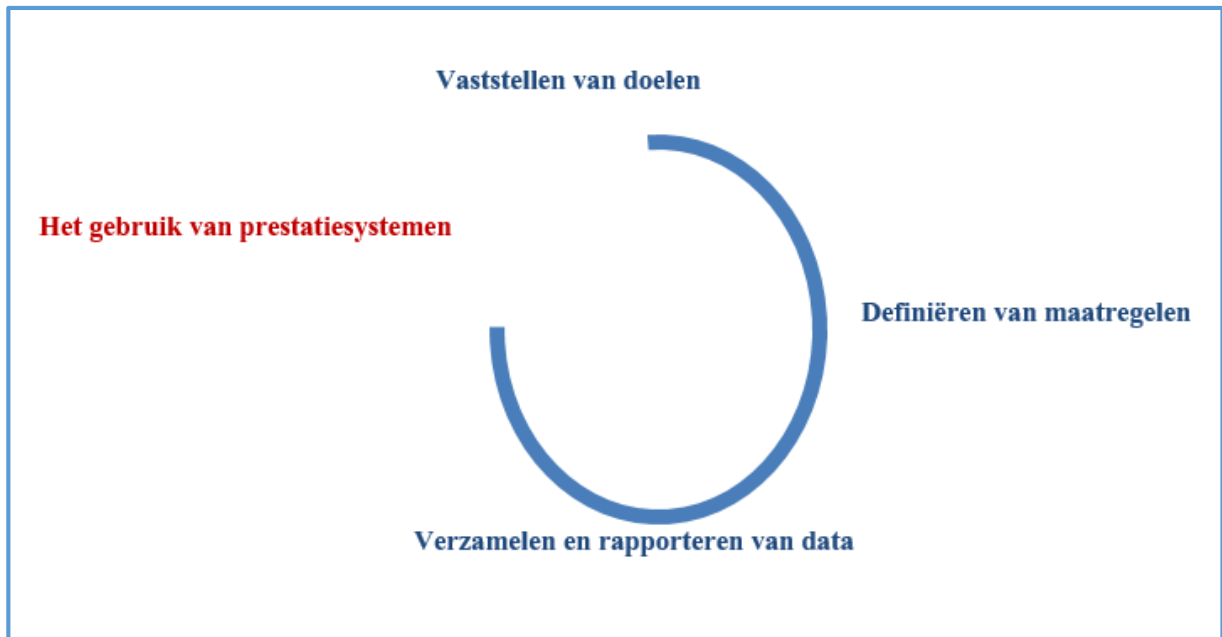 Vaststellen van doelen
Het gebruik van prestatiesystemen
Definiëren van maatregelen
Verzamelen en rapporteren van data